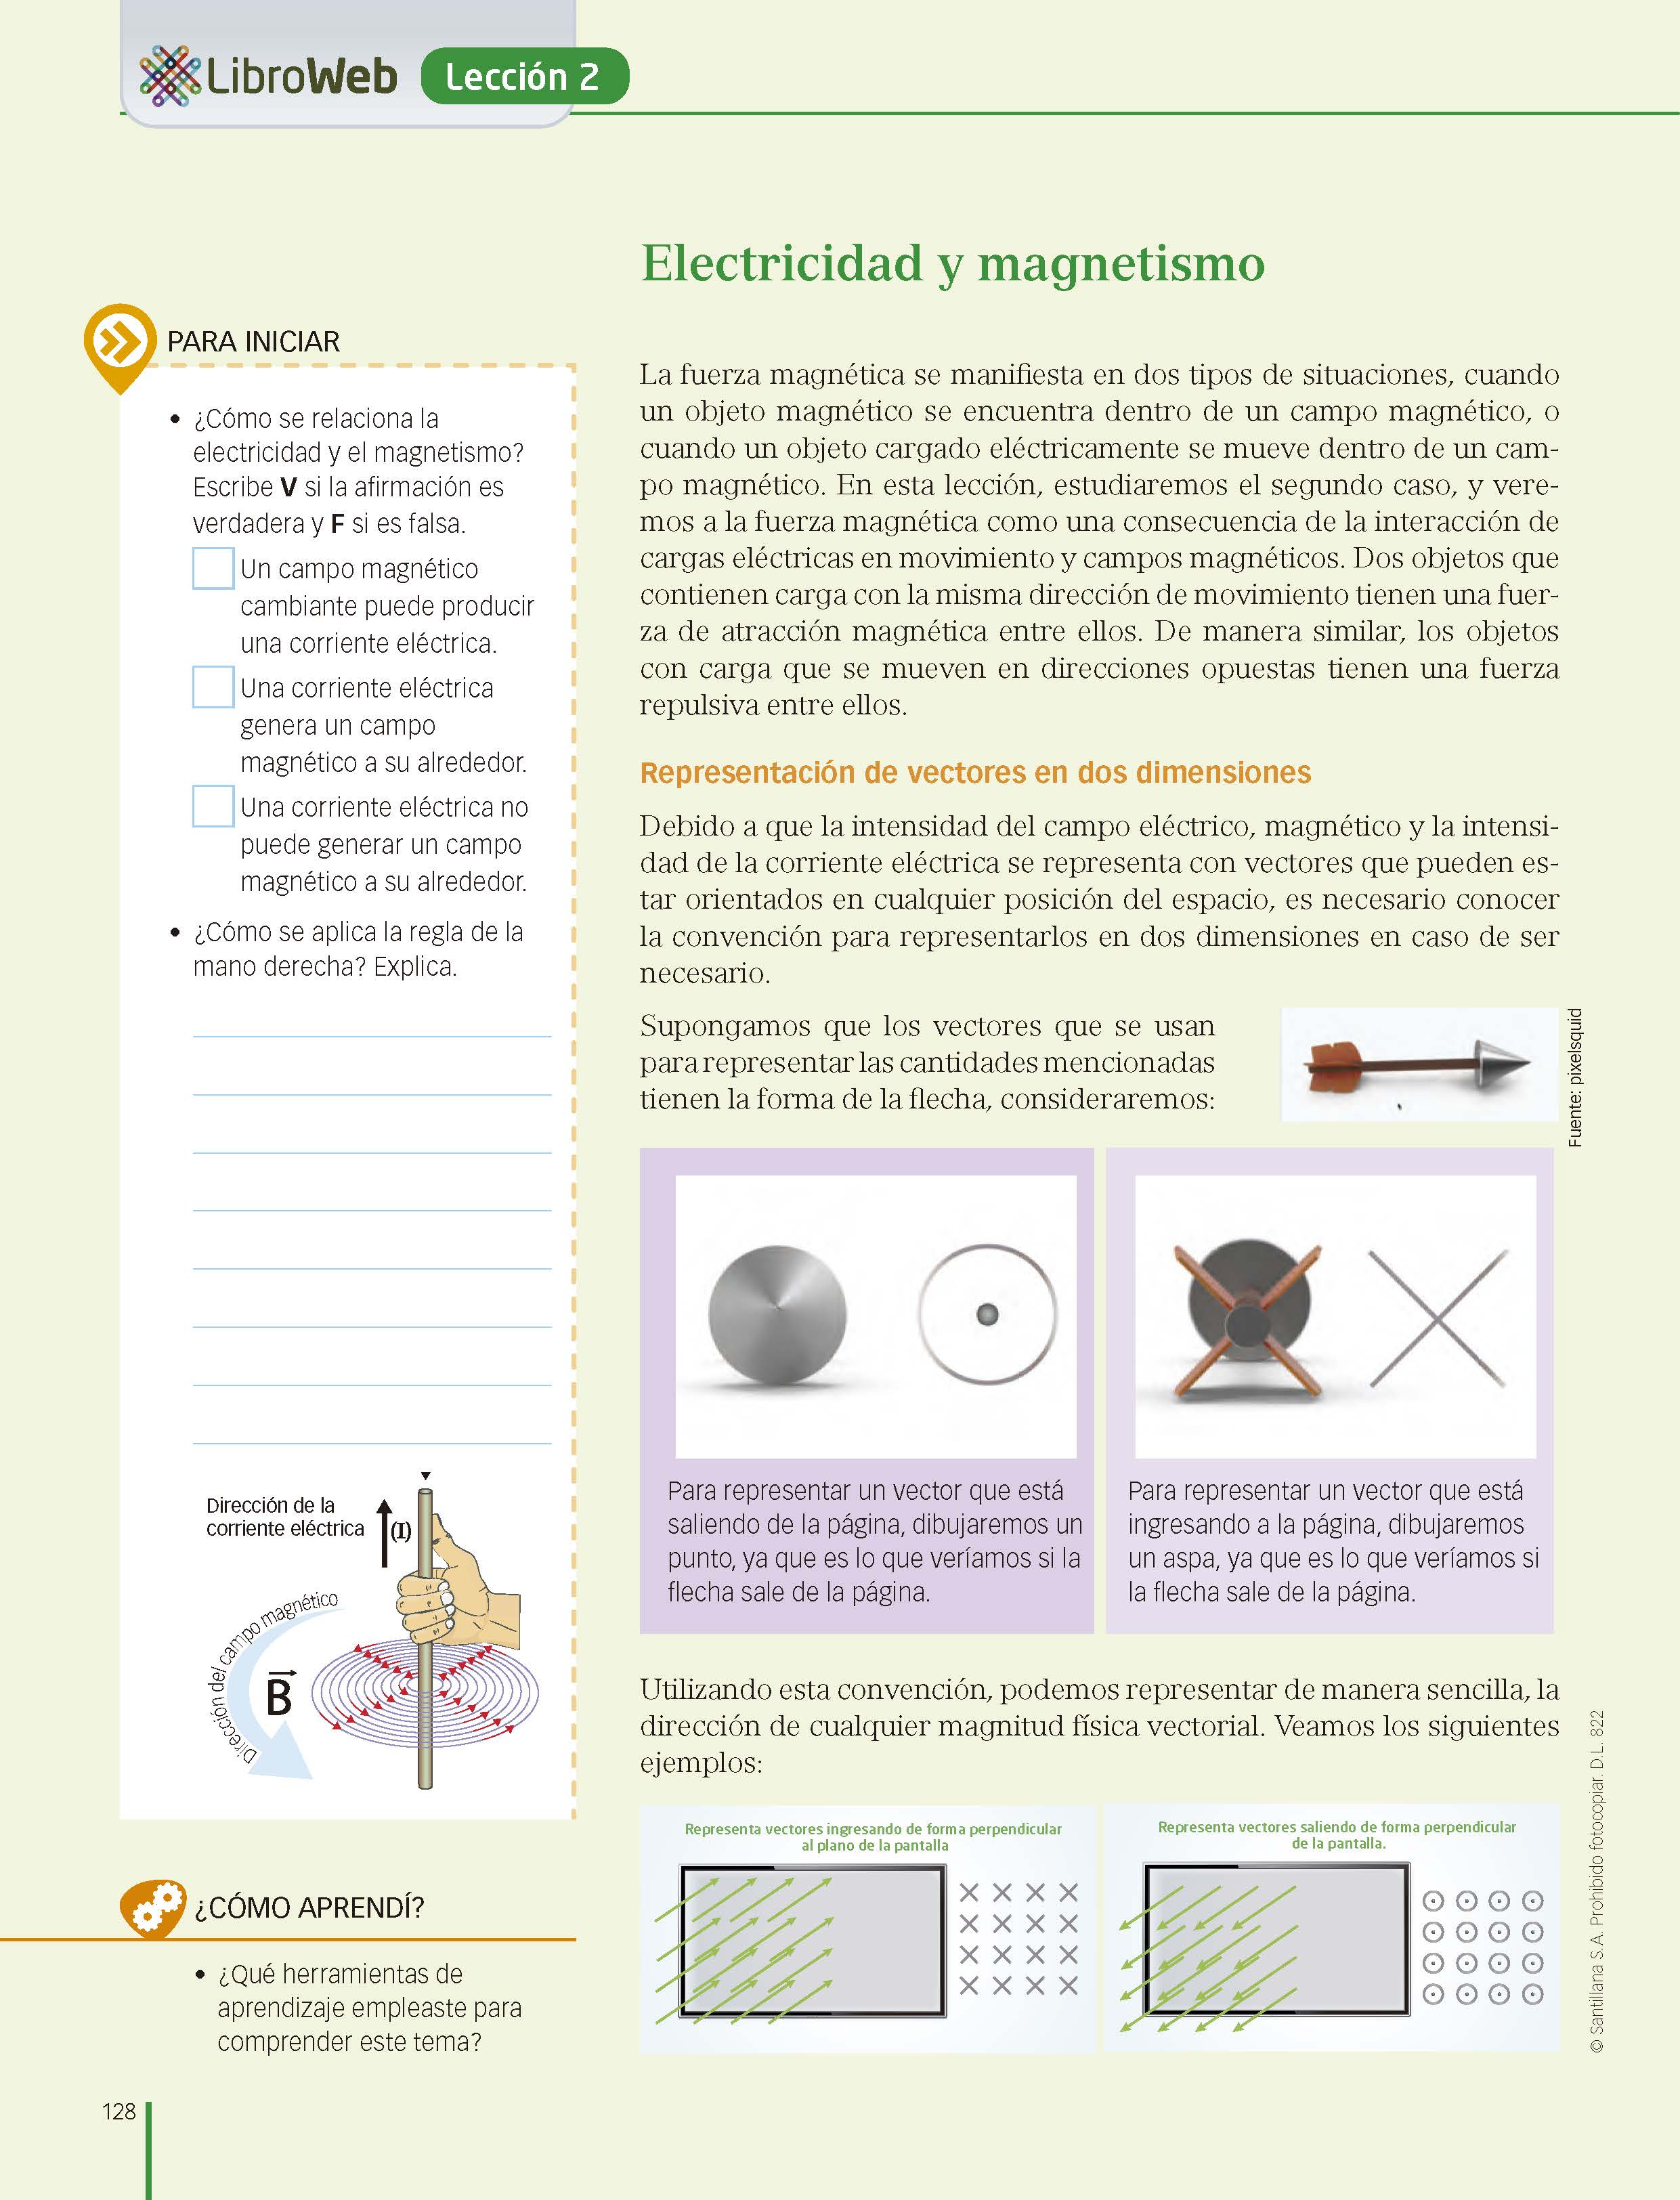 LibroWeb Lección 2
Electricidad y magnetismo
PARA INICIAR
• ¿Cómo se relaciona la
electricidad y el magnetismo?
Escribe V si la afirmación es
verdadera y F si es falsa.
Un campo magnético
cambiante puede producir
una corriente eléctrica.
Una corriente eléctrica
genera un campo
magnético a su alrededor.
Una corriente eléctrica no
puede generar un campo
magnético a su alrededor.
• ¿Cómo se aplica la regla de la
mano derecha? Explica.
Dirección de la
corriente eléctrica
(I)
Dirección del campo magnético
B
¿CÓMO APRENDÍ?
• ¿Qué herramientas de
aprendizaje empleaste para
comprender este tema?
La fuerza magnética se manifiesta en dos tipos de situaciones, cuando
un objeto magnético se encuentra dentro de un campo magnético, o
cuando un objeto cargado eléctricamente se mueve dentro de un cam-
po magnético. En esta lección, estudiaremos el segundo caso, y vere-
mos a la fuerza magnética como una consecuencia de la interacción de
cargas eléctricas en movimiento y campos magnéticos. Dos objetos que
contienen carga con la misma dirección de movimiento tienen una fuer-
za de atracción magnética entre ellos. De manera similar, los objetos
con carga que se mueven en direcciones opuestas tienen una fuerza
repulsiva entre ellos.
Representación de vectores en dos dimensiones
Debido a que la intensidad del campo eléctrico, magnético y la intensi-
dad de la corriente eléctrica se representa con vectores que pueden es-
tar orientados en cualquier posición del espacio, es necesario conocer
la convención para representarlos en dos dimensiones en caso de ser
necesario.
Supongamos que los vectores que se usan
para representar las cantidades mencionadas
tienen la forma de la flecha, consideraremos:
Fuente: pixelsquid
Para representar un vector que está
saliendo de la página, dibujaremos un
punto, ya que es lo que veríamos si la
flecha sale de la página.
Para representar un vector que está
ingresando a la página, dibujaremos
un aspa, ya que es lo que veríamos si
la flecha sale de la página.
Utilizando esta convención, podemos representar de manera sencilla, la
dirección de cualquier magnitud física vectorial. Veamos los siguientes
ejemplos:
Representa vectores ingresando de forma perpendicular
al plano de la pantalla
Representa vectores saliendo de forma perpendicular
de la pantalla.
© Santillana S.A. Prohibido fotocopiar. D.L. 822
128